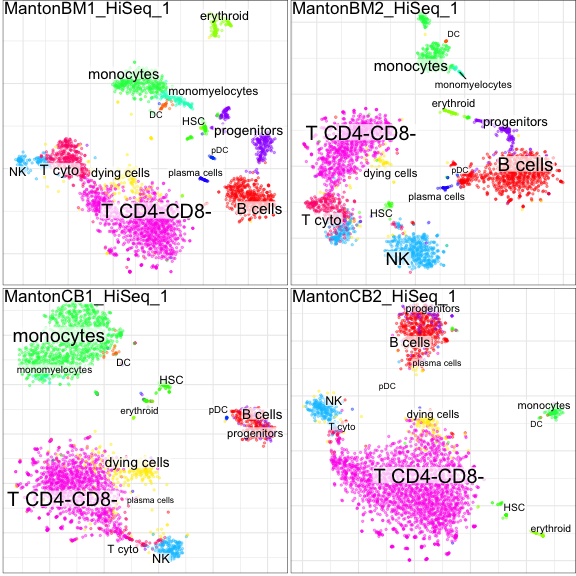 MantonBM1_HiSeq_1
erythroid
monocytes
monomyelocytes
DC
HSC
progenitors
pDC
NK
T cyto
dying cells
plasma cells
T CD4-CD8-
B cells
MantonBM2_HiSeq_1
DC
monocytes
monomyelocytes
erythroid
progenitors
T CD4-CD8-
dying cells
pDC
B cells
plasma cells
HSC
T cyto
NK
MantonCB1_HiSeq_1
monocytes
DC
monomyelocytes
HSC
erythroid
pDC
B cells
progenitors
dying cells
T CD4-CD8-
plasma cells
T cyto
NK
MantonCB2_HiSeq_1
progenitors
B cells
plasma cells
pDC
NK
monocytes
dying cells
DC
T cyto
T CD4-CD8-
HSC
erythroid